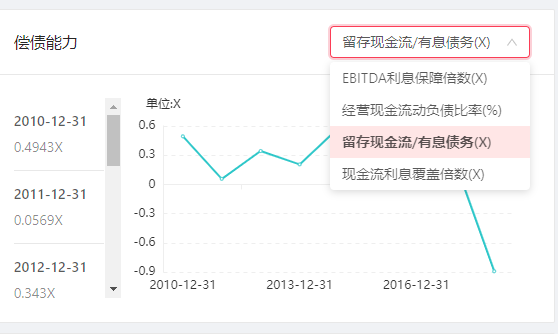 偿债能力
留存现金流/有息债务(X)
EBITDA利息保障倍数(X)
经营现金流动负债比率(%)
留存现金流/有息债务(X)
现金流利息覆盖倍数(X)
2010-12-31
0.4943X
2011-12-31
0.0569X
2012-12-31
0.343X
单位:X
0.6
0.3
0
-0.3
-0.6
-0.9
2010-12-31
2013-12-31
2016-12-31